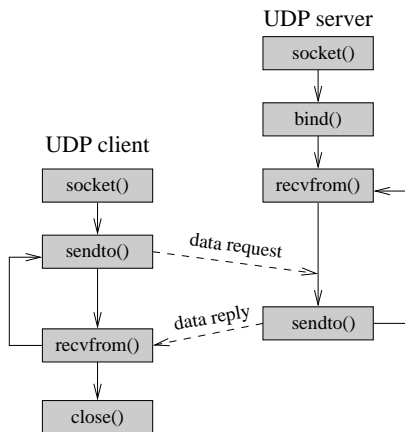 UDP server
socket()
bind()
UDP client
socket()
recvfrom()
sendto()
data request
data reply
sendto()
recvfrom()
close()